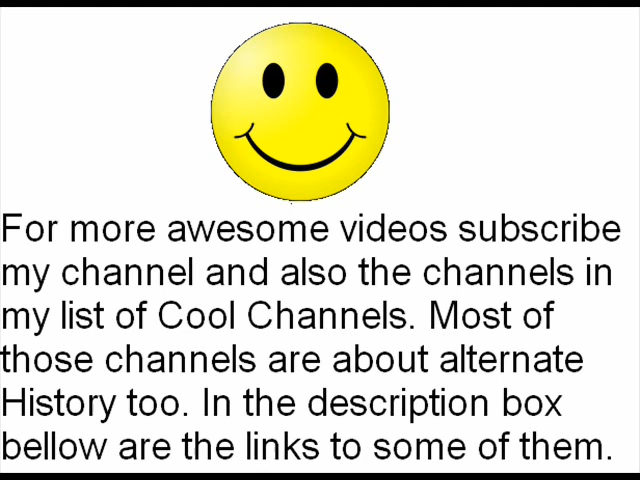 For more awesome videos subscribe
my channel and also the channels in
my list of Cool Channels. Most of
those channels are about alternate
History too. In the description box
bellow are the links to some of them.